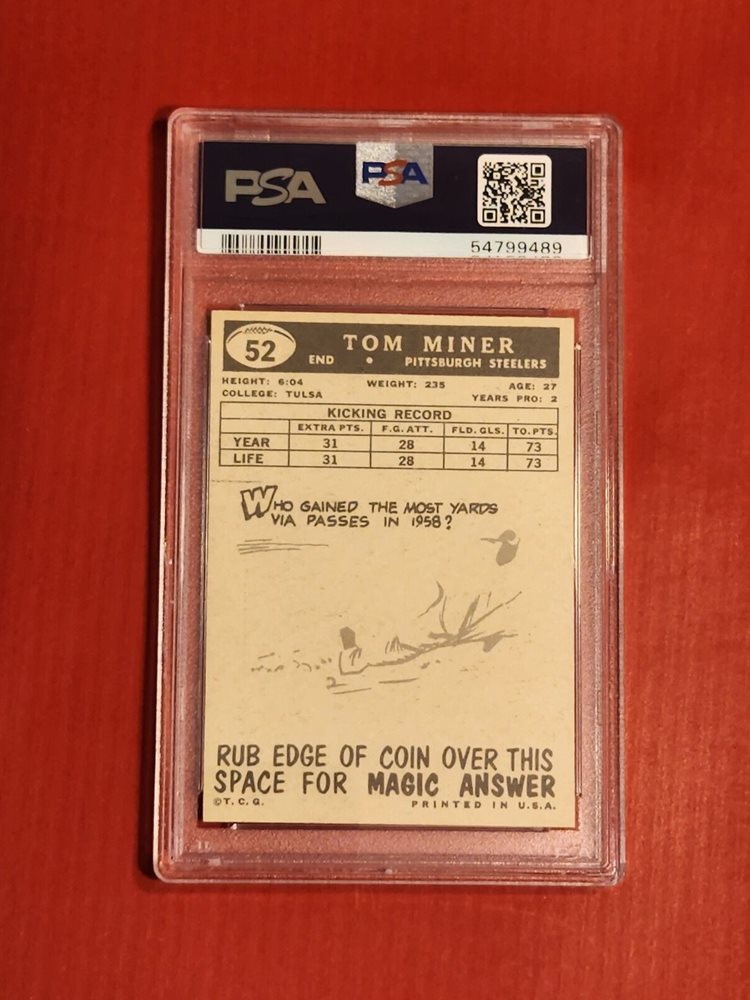 PSA PSA
54799489
52 TOM MINER
END • PITTSBURGH STEELERS
HEIGHT: 6:04 WEIGHT: 235 AGE: 27
COLLEGE: TULSA YEARS PRO: 2
KICKING RECORD
EXTRA PTS. F.G. ATT. FLD. GLS. TO. PTS.
YEAR 31 28 14 73
LIFE 31 28 14 73
WHO GAINED THE MOST YARDS
VIA PASSES IN 1958?
RUB EDGE OF COIN OVER THIS
SPACE FOR MAGIC ANSWER
©T.C.G. PRINTED IN U.S.A.